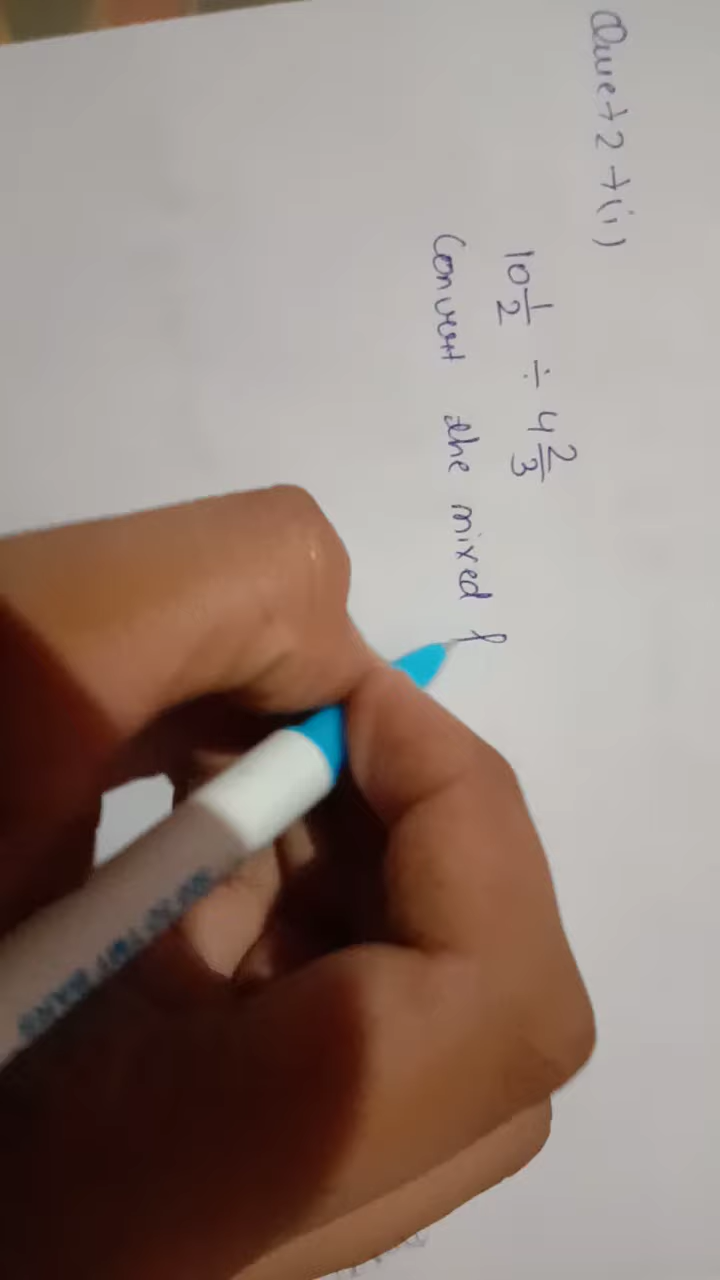 Que→2→(i)
10 1/2 ÷ 4 2/3
Convert the mixed f